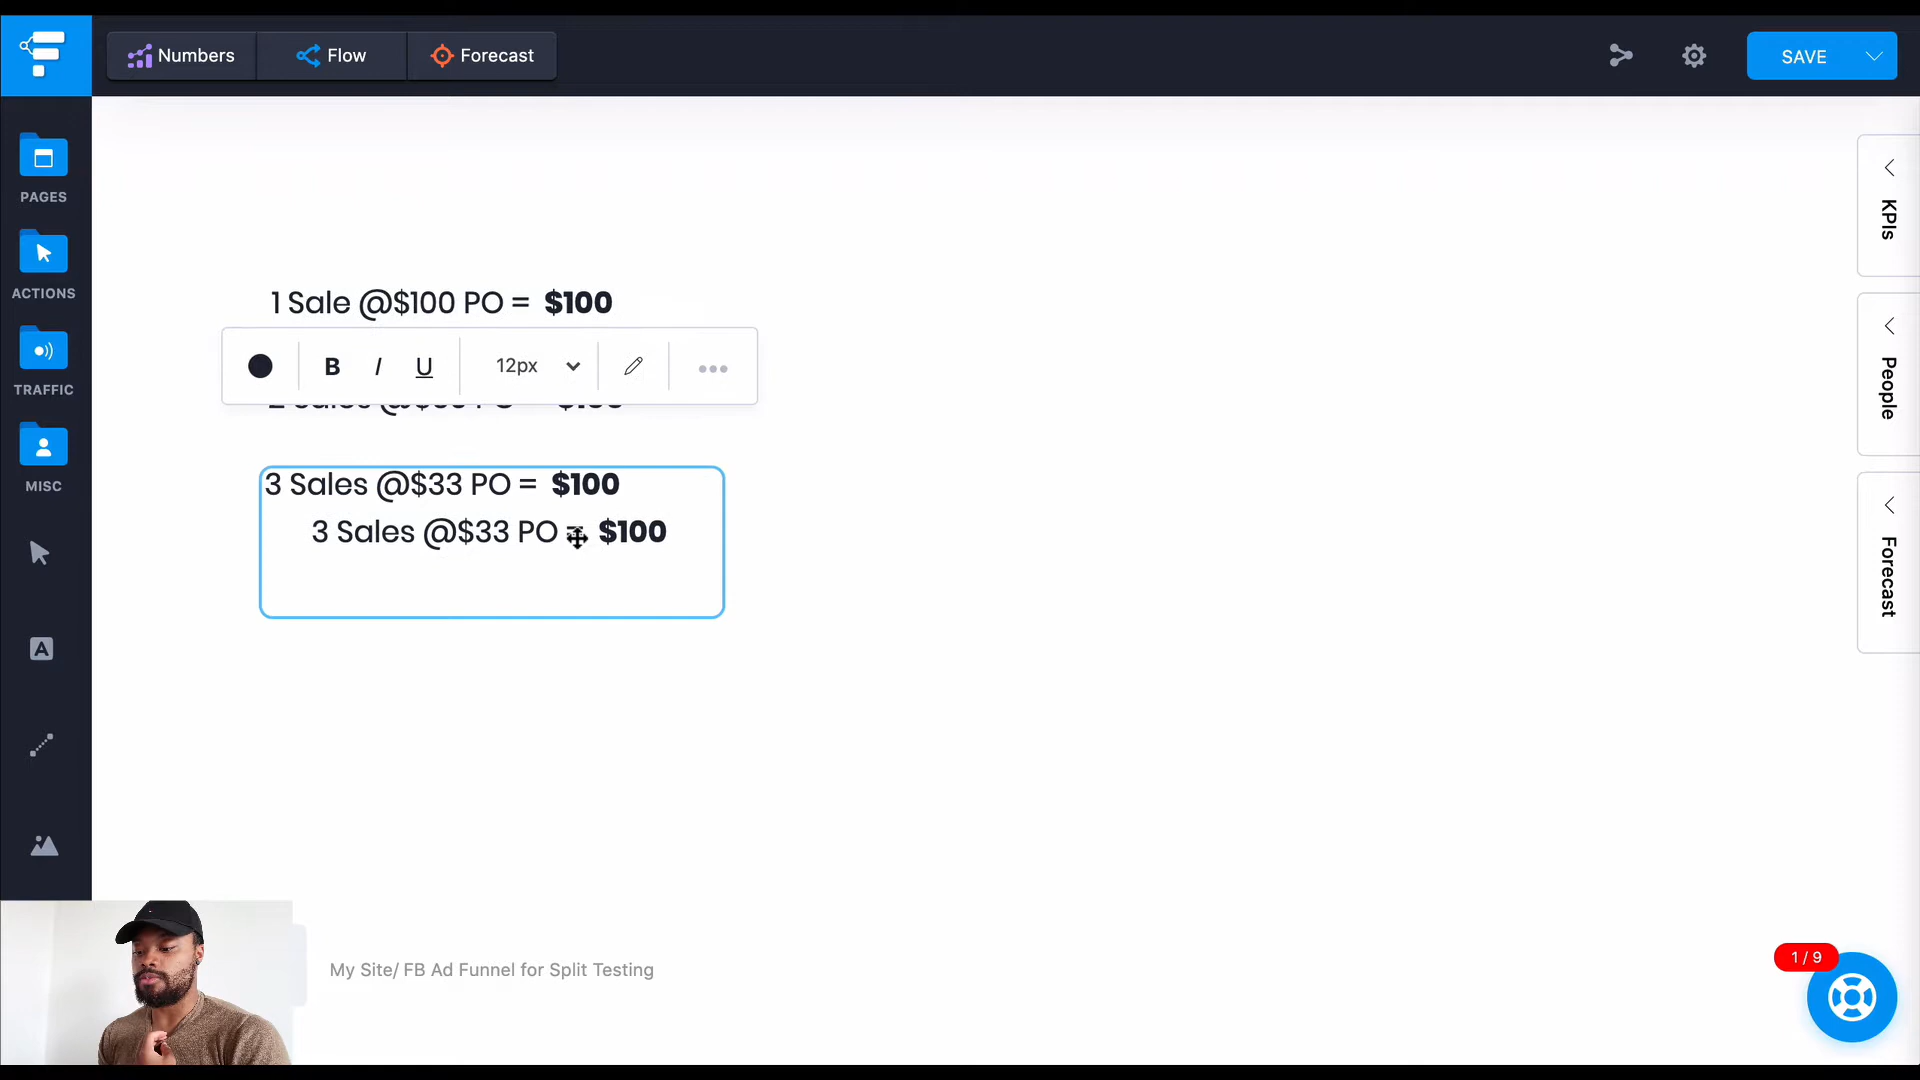 Numbers
Flow
Forecast
SAVE
PAGES
ACTIONS
TRAFFIC
MISC
1 Sale @$100 PO = $100
B I U 12px
3 Sales @$33 PO = $100
3 Sales @$33 PO = $100
KPIs
People
Forecast
A
My Site/ FB Ad Funnel for Split Testing
1 / 9